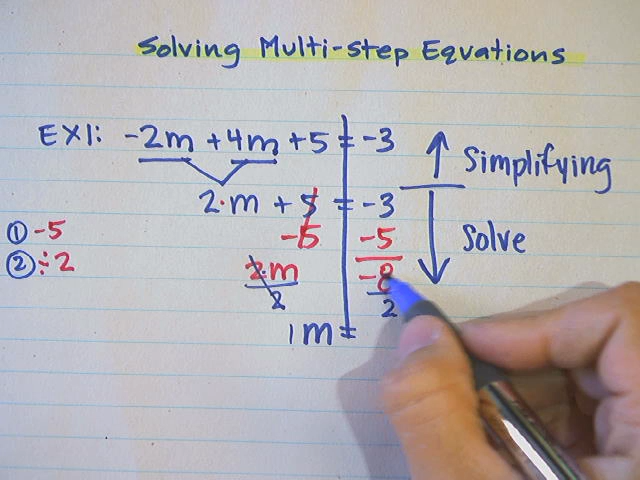 Solving Multi-step Equations
EX1: -2m + 4m + 5 = -3
Simplifying
2·m + 5 = -3
① -5
-5 -5
Solve
② ÷2
2·m -8
2 2
1m =